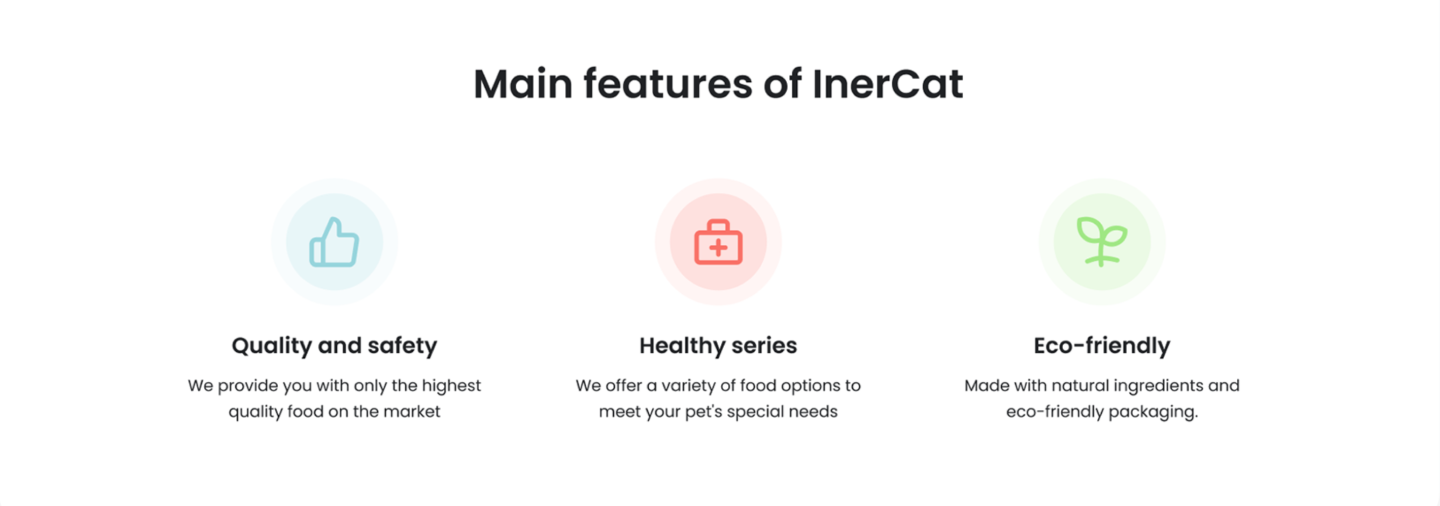 Main features of InerCat
Quality and safety
We provide you with only the highest
quality food on the market
Healthy series
We offer a variety of food options to
meet your pet's special needs
Eco-friendly
Made with natural ingredients and
eco-friendly packaging.